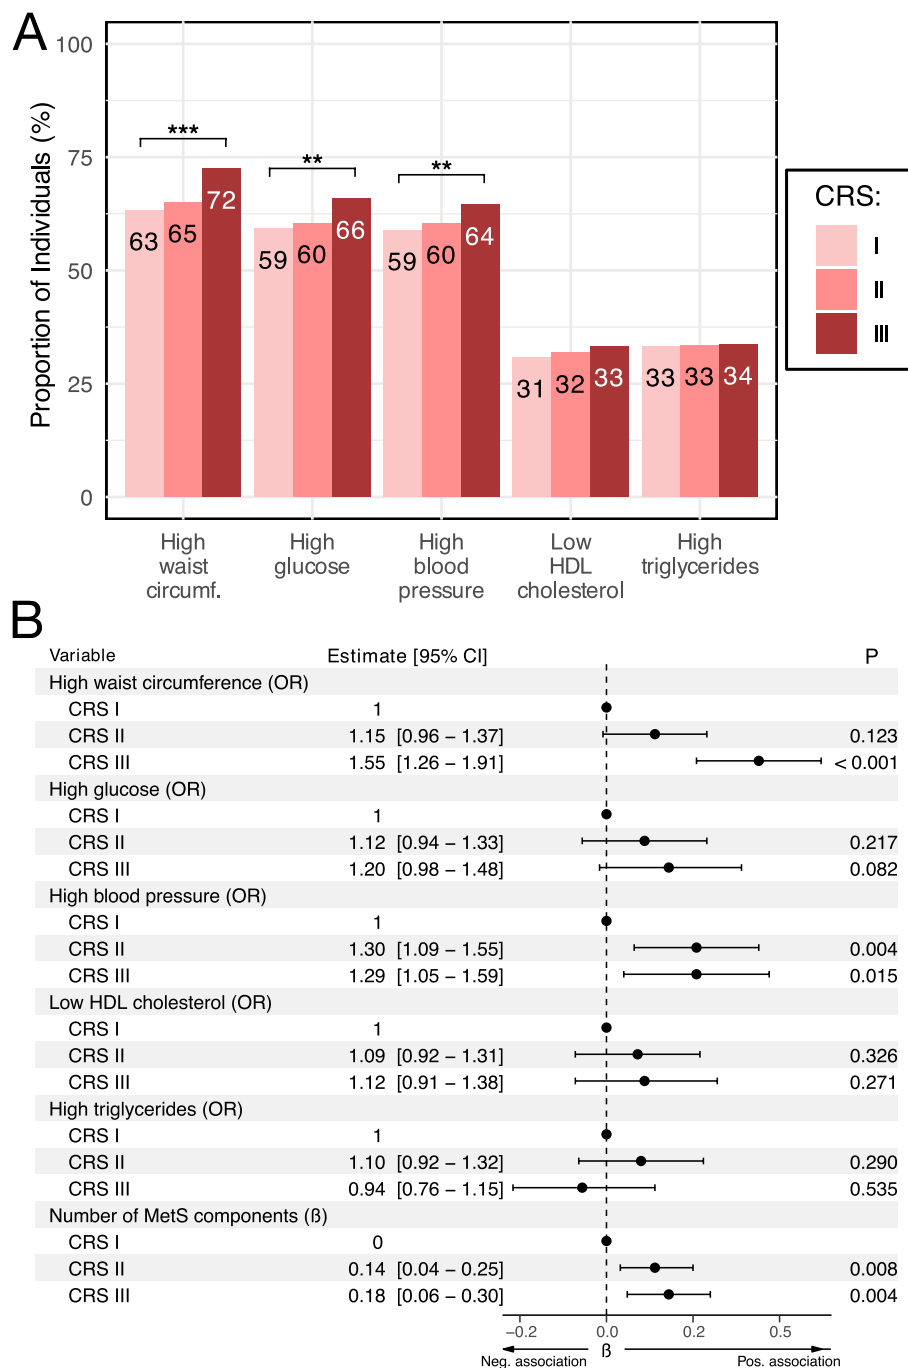 A
Proportion of Individuals (%)
100
75
50
25
0
***
**
**
63 65 72
59 60 66
59 60 64
31 32 33
33 33 34
High
waist
circumf.
High
glucose
High
blood
pressure
Low
HDL
cholesterol
High
triglycerides
CRS:
I
II
III
B
Variable Estimate [95% CI] P
High waist circumference (OR)
CRS I 1
CRS II 1.15 [0.96 – 1.37] 0.123
CRS III 1.55 [1.26 – 1.91] < 0.001
High glucose (OR)
CRS I 1
CRS II 1.12 [0.94 – 1.33] 0.217
CRS III 1.20 [0.98 – 1.48] 0.082
High blood pressure (OR)
CRS I 1
CRS II 1.30 [1.09 – 1.55] 0.004
CRS III 1.29 [1.05 – 1.59] 0.015
Low HDL cholesterol (OR)
CRS I 1
CRS II 1.09 [0.92 – 1.31] 0.326
CRS III 1.12 [0.91 – 1.38] 0.271
High triglycerides (OR)
CRS I 1
CRS II 1.10 [0.92 – 1.32] 0.290
CRS III 0.94 [0.76 – 1.15] 0.535
Number of MetS components (ß)
CRS I 0
CRS II 0.14 [0.04 – 0.25] 0.008
CRS III 0.18 [0.06 – 0.30] 0.004
−0.2 0.0 0.2 0.5
ß
Neg. association Pos. association